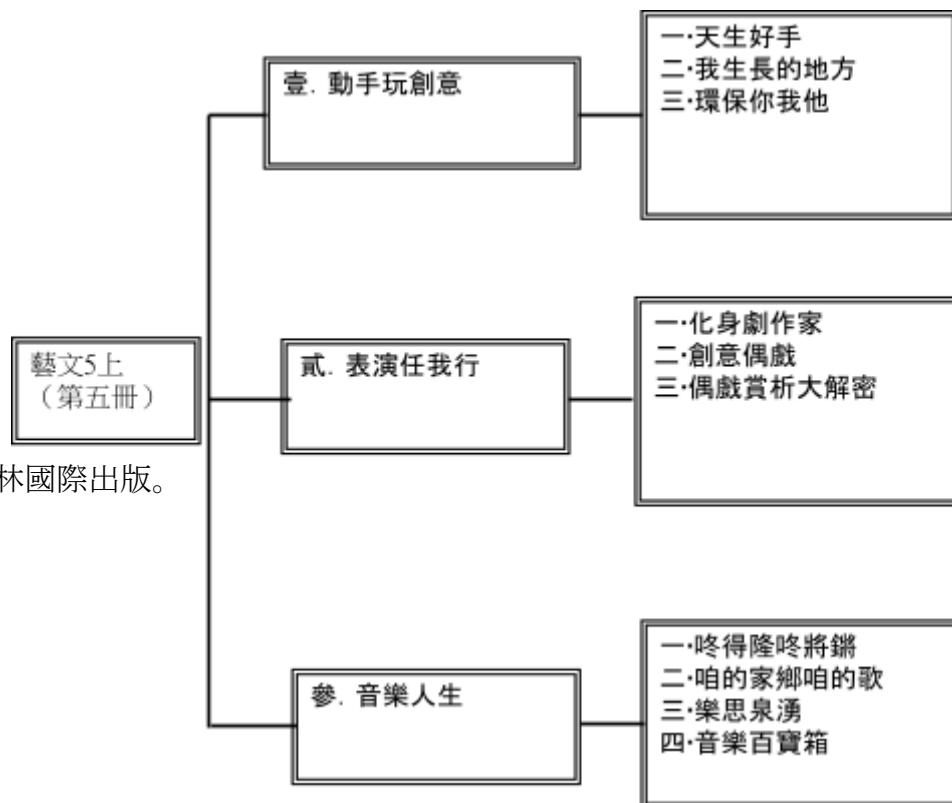 壹. 動手玩創意
一‧天生好手
二‧我生長的地方
三‧環保你我他
藝文5上
（第五冊）
林國際出版。
貳. 表演任我行
一‧化身劇作家
二‧創意偶戲
三‧偶戲賞析大解密
參. 音樂人生
一‧咚得隆咚將鏘
二‧咱的家鄉咱的歌
三‧樂思泉湧
四‧音樂百寶箱